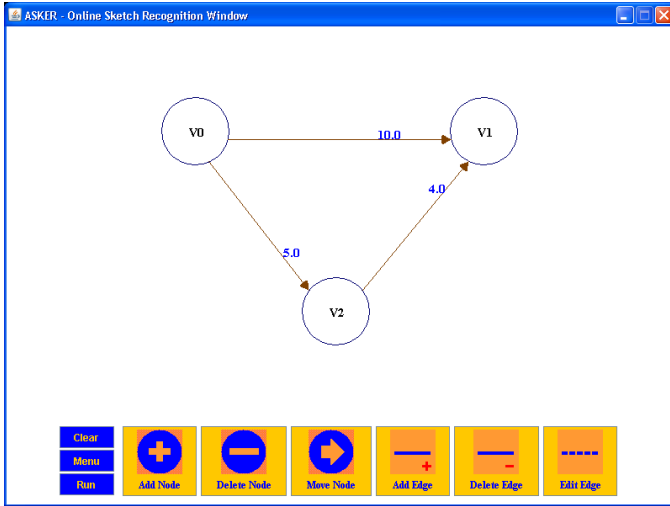 ASKER - Online Sketch Recognition Window
V0
10.0
V1
4.0
5.0
V2
Clear
Menu
Run
Add Node
Delete Node
Move Node
Add Edge
Delete Edge
Edit Edge